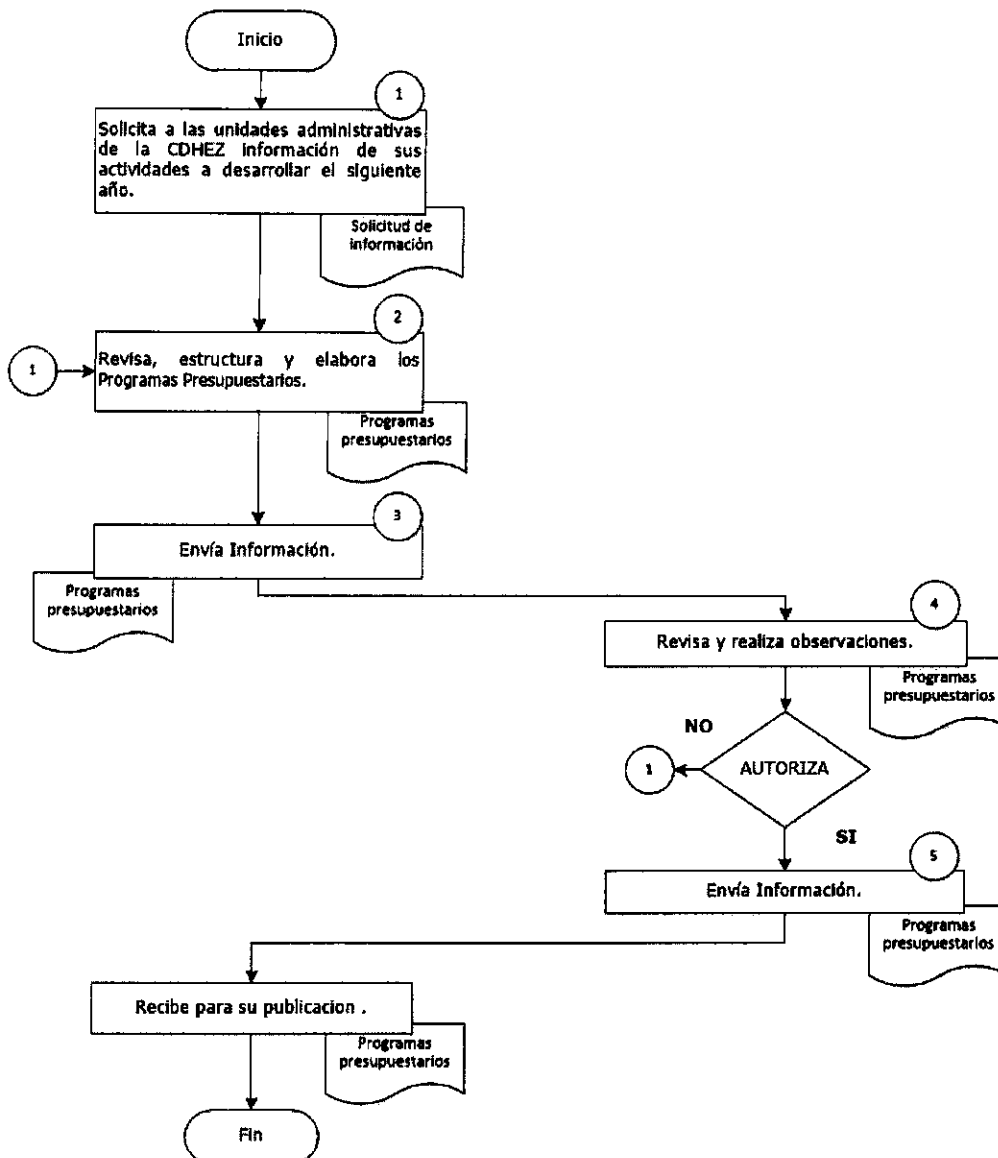 Inicio
1
Solicita a las unidades administrativas
de la CDHEZ información de sus
actividades a desarrollar el siguiente
año.
Solicitud de
información
2
1
Revisa, estructura y elabora los
Programas Presupuestarios.
Programas
presupuestarios
3
Envía Información.
Programas
presupuestarios
4
Revisa y realiza observaciones.
Programas
presupuestarios
NO
1
AUTORIZA
SI
5
Envía Información.
Programas
presupuestarios
Recibe para su publicacion .
Programas
presupuestarios
Fin